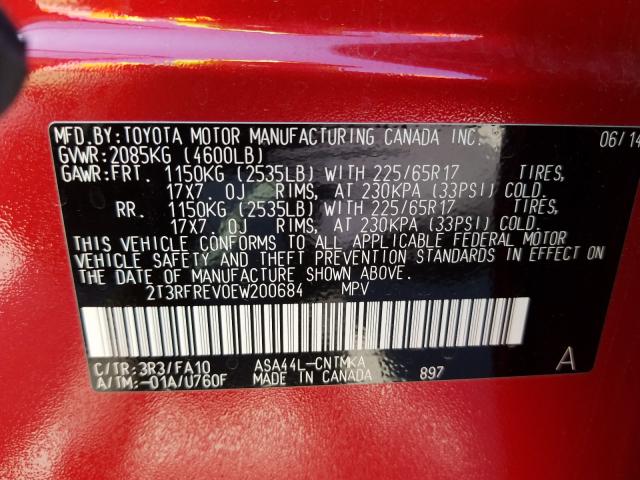 MFD.BY:TOYOTA MOTOR MANUFACTURING CANADA INC. 06/14
GVWR:2085KG (4600LB)
GAWR:FRT. 1150KG (2535LB) WITH 225/65R17 TIRES,
17X7.0J RIMS, AT 230KPA (33PSI) COLD.
RR. 1150KG (2535LB) WITH 225/65R17 TIRES,
17X7.0J RIMS, AT 230KPA (33PSI) COLD.
THIS VEHICLE CONFORMS TO ALL APPLICABLE FEDERAL MOTOR
VEHICLE SAFETY AND THEFT PREVENTION STANDARDS IN EFFECT ON
THE DATE OF MANUFACTURE SHOWN ABOVE.
2T3RFREV0EW200684 MPV
C/TR:3R3/FA10 ASA44L-CNTMKA A
A/TM:-01A/U760F MADE IN CANADA 897